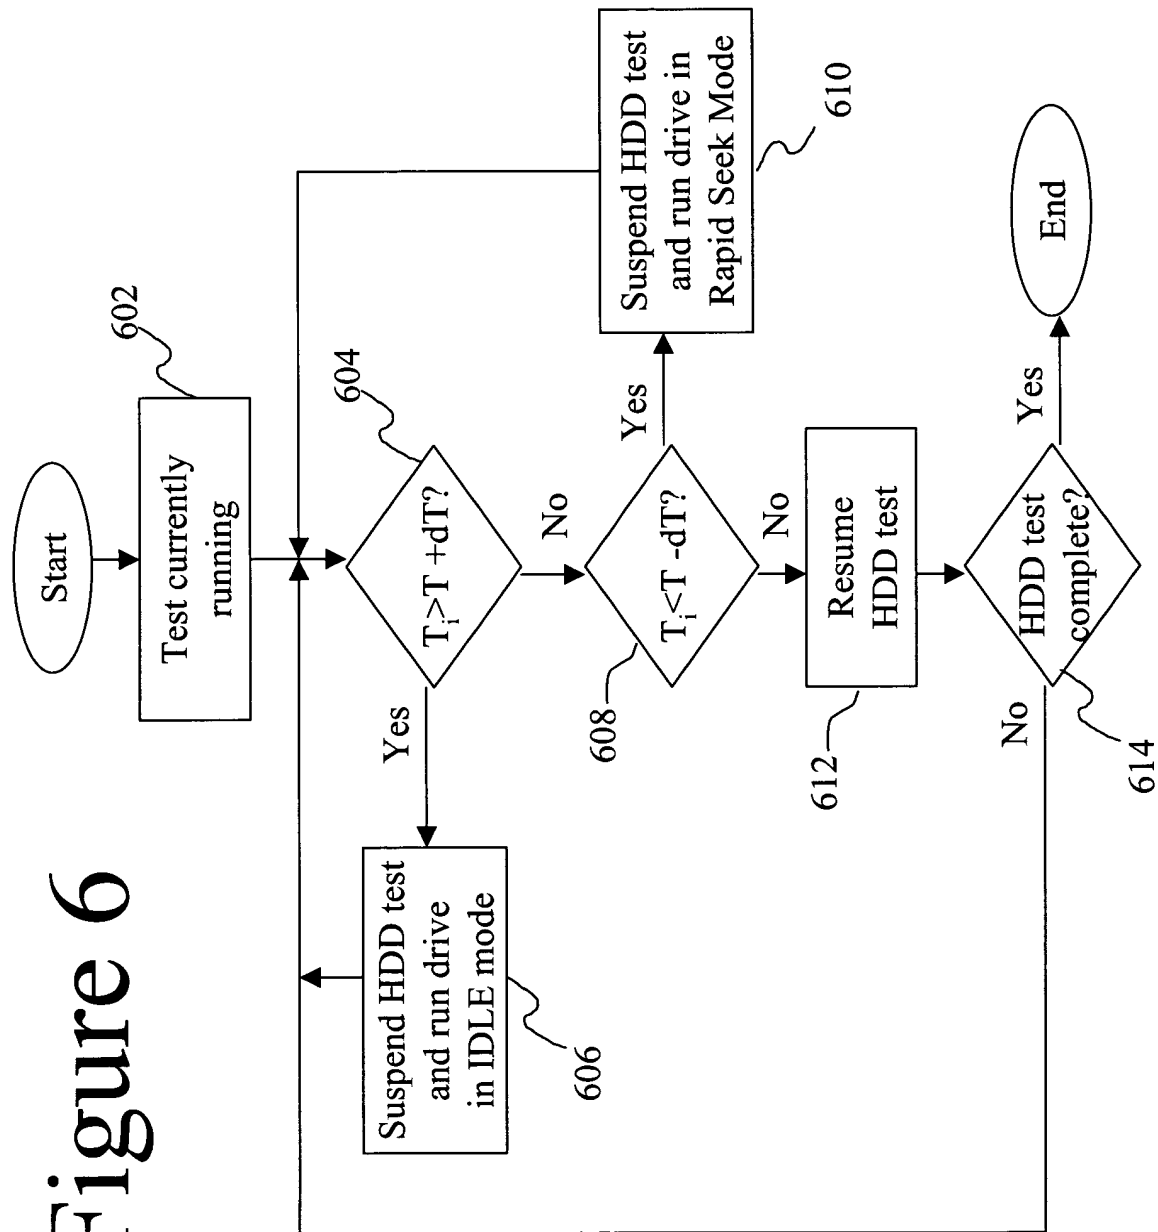 Figure 6
Start
602
Test currently
running
604
Tᵢ>T +dT?
Yes
No
Suspend HDD test
and run drive
in IDLE mode
606
608
Tᵢ<T -dT?
Yes
No
Suspend HDD test
and run drive in
Rapid Seek Mode
610
612
Resume
HDD test
614
HDD test
complete?
No
Yes
End